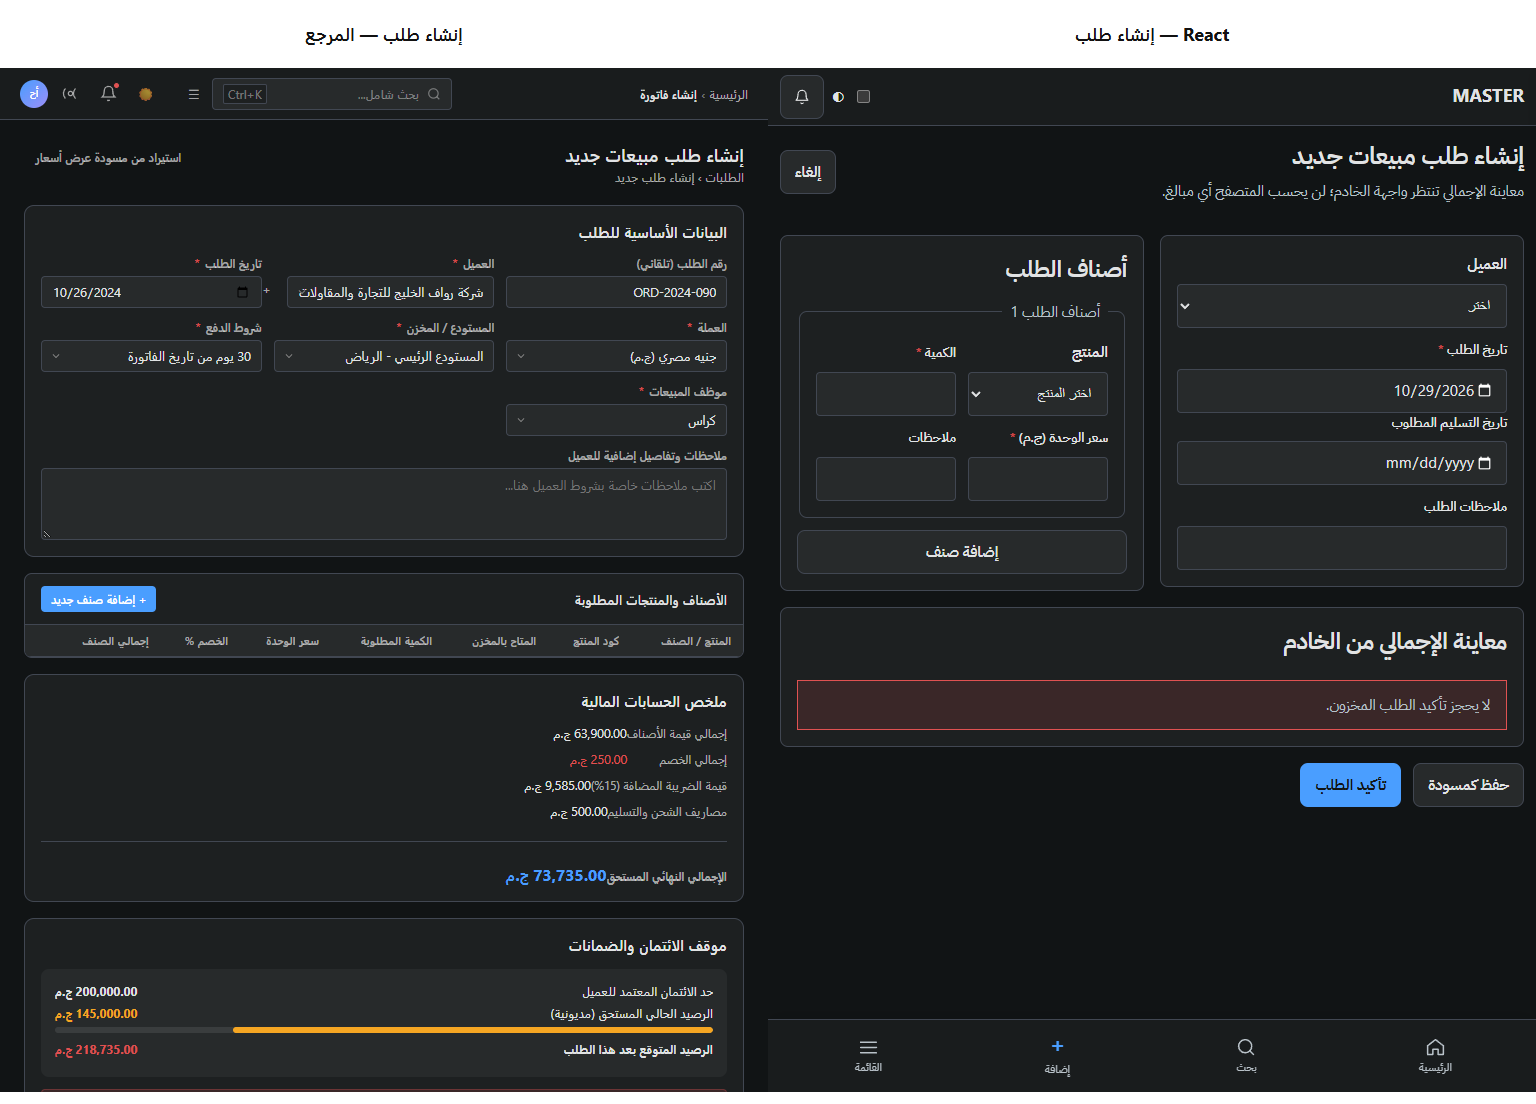 React — إنشاء طلب
MASTER
إنشاء طلب مبيعات جديد
معاينة الإجمالي تنتظر واجهة الخادم؛ لن يحسب المتصفح أي مبالغ.
إلغاء
العميل
اختر
تاريخ الطلب *
10/29/2026
تاريخ التسليم المطلوب
mm/dd/yyyy
ملاحظات الطلب
أصناف الطلب
أصناف الطلب 1
المنتج
الكمية *
اختر المنتج
سعر الوحدة (ج.م) *
ملاحظات
إضافة صنف
معاينة الإجمالي من الخادم
لا يحجز تأكيد الطلب المخزون.
حفظ كمسودة
تأكيد الطلب
الرئيسية
بحث
إضافة
القائمة
إنشاء طلب — المرجع
الرئيسية › إنشاء فاتورة
بحث شامل...
Ctrl+K
أج
إنشاء طلب مبيعات جديد
الطلبات › إنشاء طلب جديد
استيراد من مسودة عرض أسعار
البيانات الأساسية للطلب
رقم الطلب (تلقائي)
العميل *
تاريخ الطلب *
ORD-2024-090
شركة رواف الخليج للتجارة والمقاولات
+
10/26/2024
العملة *
المستودع / المخزن *
شروط الدفع *
جنيه مصري (ج.م)
المستودع الرئيسي - الرياض
30 يوم من تاريخ الفاتورة
موظف المبيعات *
كراس
ملاحظات وتفاصيل إضافية للعميل
اكتب ملاحظات خاصة بشروط العميل هنا...
الأصناف والمنتجات المطلوبة
+ إضافة صنف جديد
المنتج / الصنف
كود المنتج
المتاح بالمخزن
الكمية المطلوبة
سعر الوحدة
الخصم %
إجمالي الصنف
ملخص الحسابات المالية
إجمالي قيمة الأصناف 63,900.00 ج.م
إجمالي الخصم 250.00 ج.م
قيمة الضريبة المضافة (15%) 9,585.00 ج.م
مصاريف الشحن والتسليم 500.00 ج.م
الإجمالي النهائي المستحق 73,735.00 ج.م
موقف الائتمان والضمانات
حد الائتمان المعتمد للعميل 200,000.00 ج.م
الرصيد الحالي المستحق (مديونية) 145,000.00 ج.م
الرصيد المتوقع بعد هذا الطلب 218,735.00 ج.م